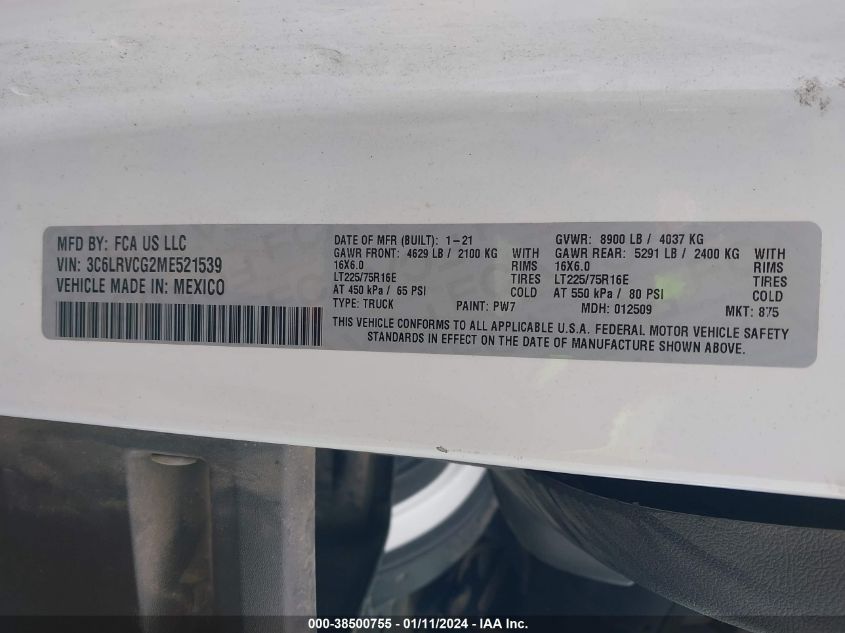 MFD BY: FCA US LLC
VIN: 3C6LRVCG2ME521539
VEHICLE MADE IN: MEXICO
DATE OF MFR (BUILT): 1-21
GAWR FRONT: 4629 LB / 2100 KG
16X6.0 RIMS
LT225/75R16E TIRES
AT 450 kPa / 65 PSI COLD
TYPE: TRUCK PAINT: PW7
GVWR: 8900 LB / 4037 KG
GAWR REAR: 5291 LB / 2400 KG WITH
16X6.0 RIMS
LT225/75R16E TIRES
AT 550 kPa / 80 PSI COLD
MDH: 012509 MKT: 875
THIS VEHICLE CONFORMS TO ALL APPLICABLE U.S.A. FEDERAL MOTOR VEHICLE SAFETY
STANDARDS IN EFFECT ON THE DATE OF MANUFACTURE SHOWN ABOVE.
000-38500755 - 01/11/2024 - IAA Inc.